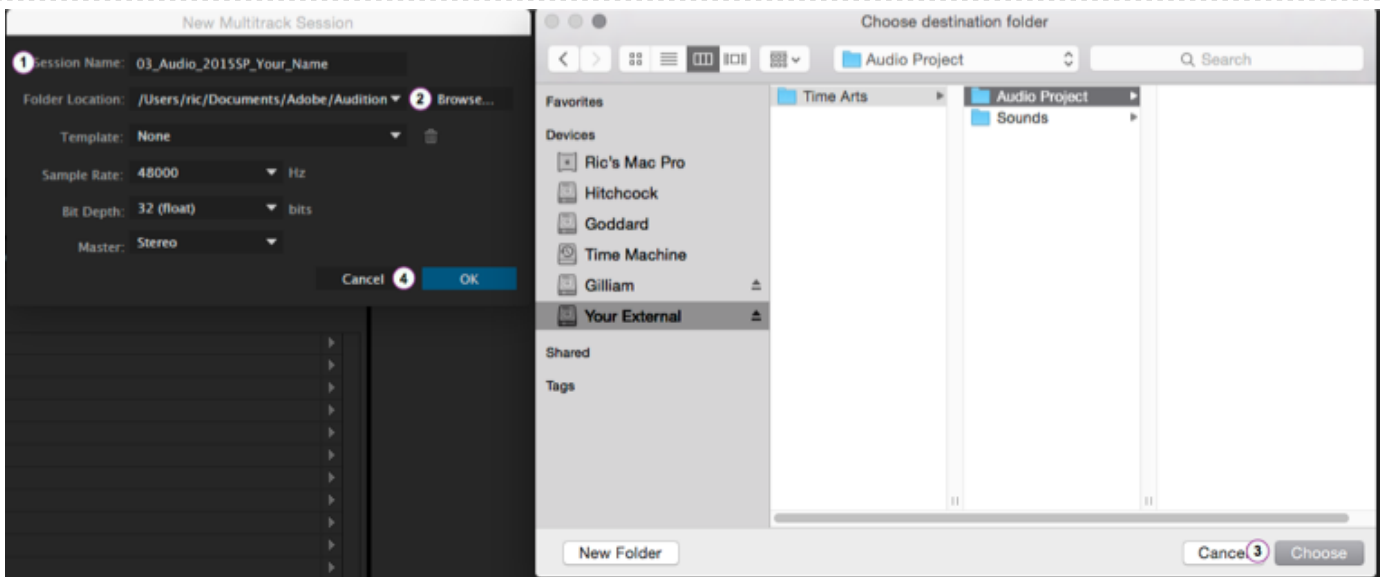 New Multitrack Session
1 Session Name: 03_Audio_2015SP_Your_Name
Folder Location: /Users/ric/Documents/Adobe/Audition 2 Browse...
Template: None
Sample Rate: 48000 Hz
Bit Depth: 32 (float) bits
Master: Stereo
Cancel 4 OK
Choose destination folder
Audio Project Search
Favorites
Devices
Ric's Mac Pro
Hitchcock
Goddard
Time Machine
Gilliam
Your External
Shared
Tags
Time Arts
Audio Project
Sounds
New Folder Cancel 3 Choose